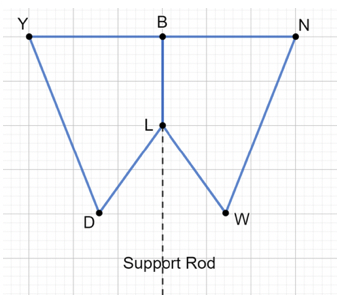 Y B N
L
D W
Support Rod